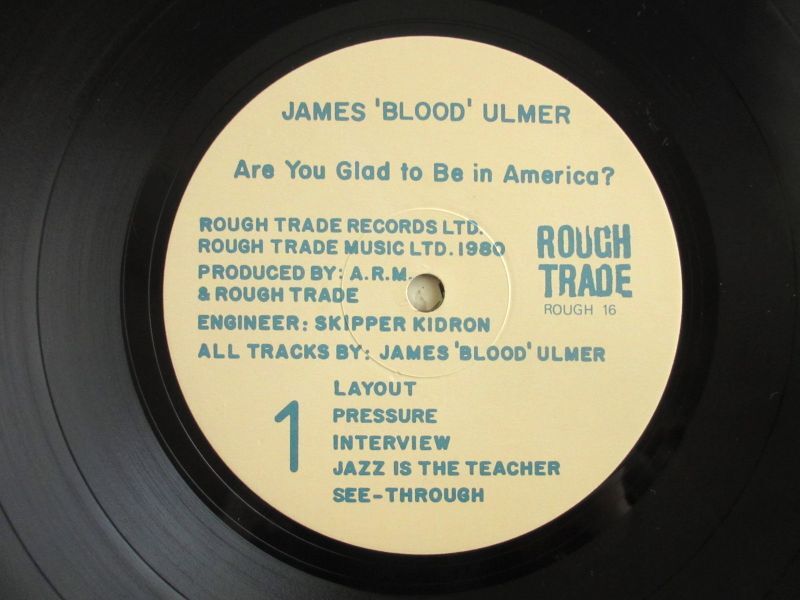 JAMES 'BLOOD' ULMER
Are You Glad to Be in America?
ROUGH TRADE RECORDS LTD.
ROUGH TRADE MUSIC LTD. 1980
PRODUCED BY: A.R.M.
& ROUGH TRADE
ENGINEER: SKIPPER KIDRON
ALL TRACKS BY: JAMES 'BLOOD' ULMER
ROUGH
TRADE
ROUGH 16
1
LAYOUT
PRESSURE
INTERVIEW
JAZZ IS THE TEACHER
SEE-THROUGH